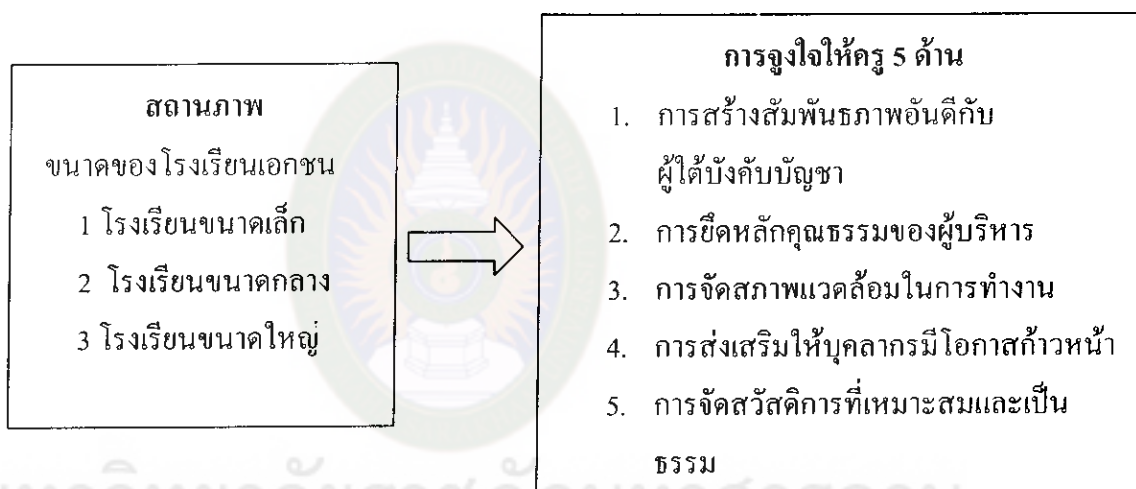 สถานภาพ
ขนาดของโรงเรียนเอกชน
1 โรงเรียนขนาดเล็ก
2 โรงเรียนขนาดกลาง
3 โรงเรียนขนาดใหญ่
การจูงใจให้ครู 5 ด้าน
1. การสร้างสัมพันธภาพอันดีกับ
ผู้ใต้บังคับบัญชา
2. การยึดหลักคุณธรรมของผู้บริหาร
3. การจัดสภาพแวดล้อมในการทำงาน
4. การส่งเสริมให้บุคลากรมีโอกาสก้าวหน้า
5. การจัดสวัสดิการที่เหมาะสมและเป็น
ธรรม